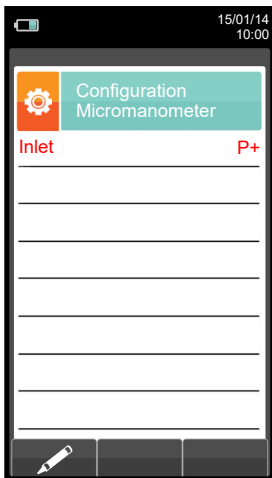 15/01/14
10:00
Configuration
Micromanometer
Inlet P+